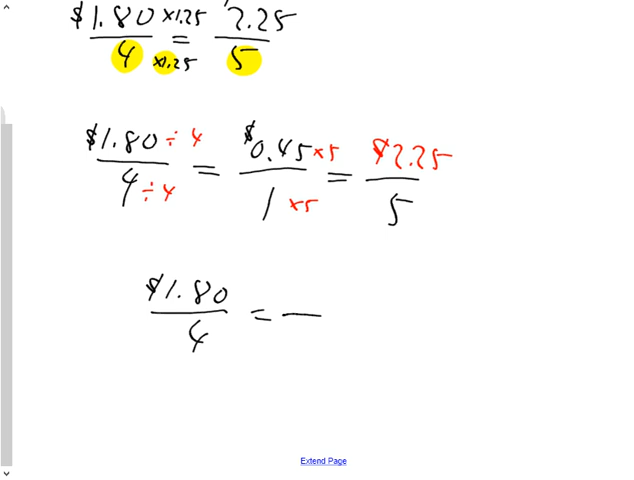 $1.80 ×1.25 = 2.25
4 ×1.25 5
$1.80 ÷ 4 = $0.45 ×5 = $2.25
4 ÷ 4 1 ×5 5
$1.80 =
4
Extend Page